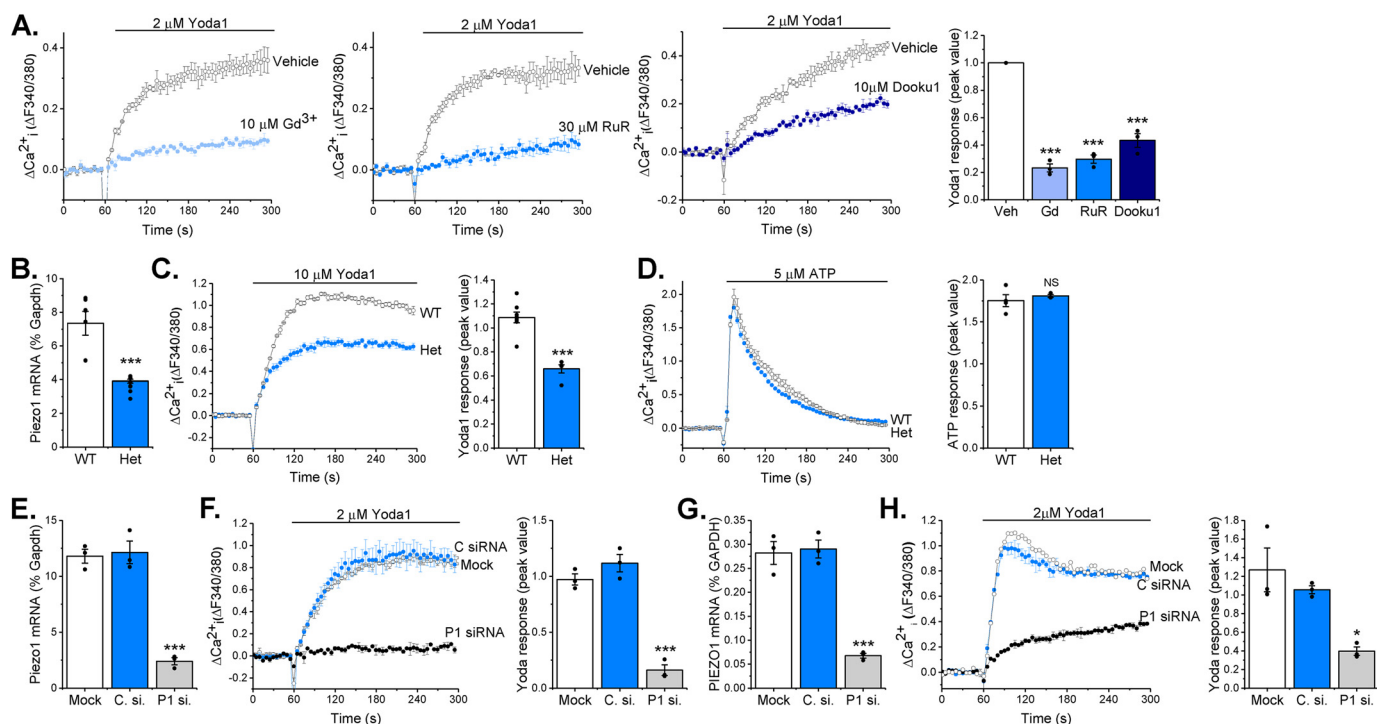 A.
2 µM Yoda1
Vehicle
10 µM Gd3+
ΔCa2+i (ΔF340/380)
0.4
0.2
0.0
0 60 120 180 240 300
Time (s)
2 µM Yoda1
Vehicle
30 µM RuR
ΔCa2+i (ΔF340/380)
0.4
0.2
0.0
0 60 120 180 240 300
Time (s)
2 µM Yoda1
Vehicle
10µM Dooku1
ΔCa2+i(ΔF340/380)
0.4
0.2
0.0
-0.2
0 60 120 180 240 300
Time (s)
Yoda1 response (peak value)
1.2
1.0
0.8
0.6
0.4
0.2
0.0
*** *** ***
Veh Gd RuR Dooku1
B.
Piezo1 mRNA (% Gapdh)
8
6
4
2
0
***
WT Het
C.
10 µM Yoda1
WT
Het
ΔCa2+i(ΔF340/380)
1.2
1.0
0.8
0.6
0.4
0.2
0.0
-0.2
0 60 120 180 240 300
Time (s)
Yoda1 response (peak value)
1.4
1.2
1.0
0.8
0.6
0.4
0.2
0.0
***
WT Het
D.
5 µM ATP
WT
Het
ΔCa2+i(ΔF340/380)
2.0
1.5
1.0
0.5
0.0
0 60 120 180 240 300
Time (s)
ATP response (peak value)
2.0
1.5
1.0
0.5
0.0
NS
WT Het
E.
Piezo1 mRNA (% Gapdh)
15
10
5
0
***
Mock C. si. P1 si.
F.
2 µM Yoda1
C siRNA
Mock
P1 siRNA
ΔCa2+i(ΔF340/380)
1.2
1.0
0.8
0.6
0.4
0.2
0.0
-0.2
0 60 120 180 240 300
Time (s)
Yoda response (peak value)
1.5
1.0
0.5
0.0
***
Mock C. si. P1 si.
G.
PIEZO1 mRNA (% GAPDH)
0.35
0.30
0.25
0.20
0.15
0.10
0.05
0.00
***
Mock C. si. P1 si.
H.
2µM Yoda1
Mock
C siRNA
P1 siRNA
ΔCa2+i (ΔF340/380)
1.2
1.0
0.8
0.6
0.4
0.2
0.0
0 60 120 180 240 300
Time (s)
Yoda response (peak value)
1.8
1.6
1.4
1.2
1.0
0.8
0.6
0.4
0.2
0.0
*
Mock C. si. P1 si.